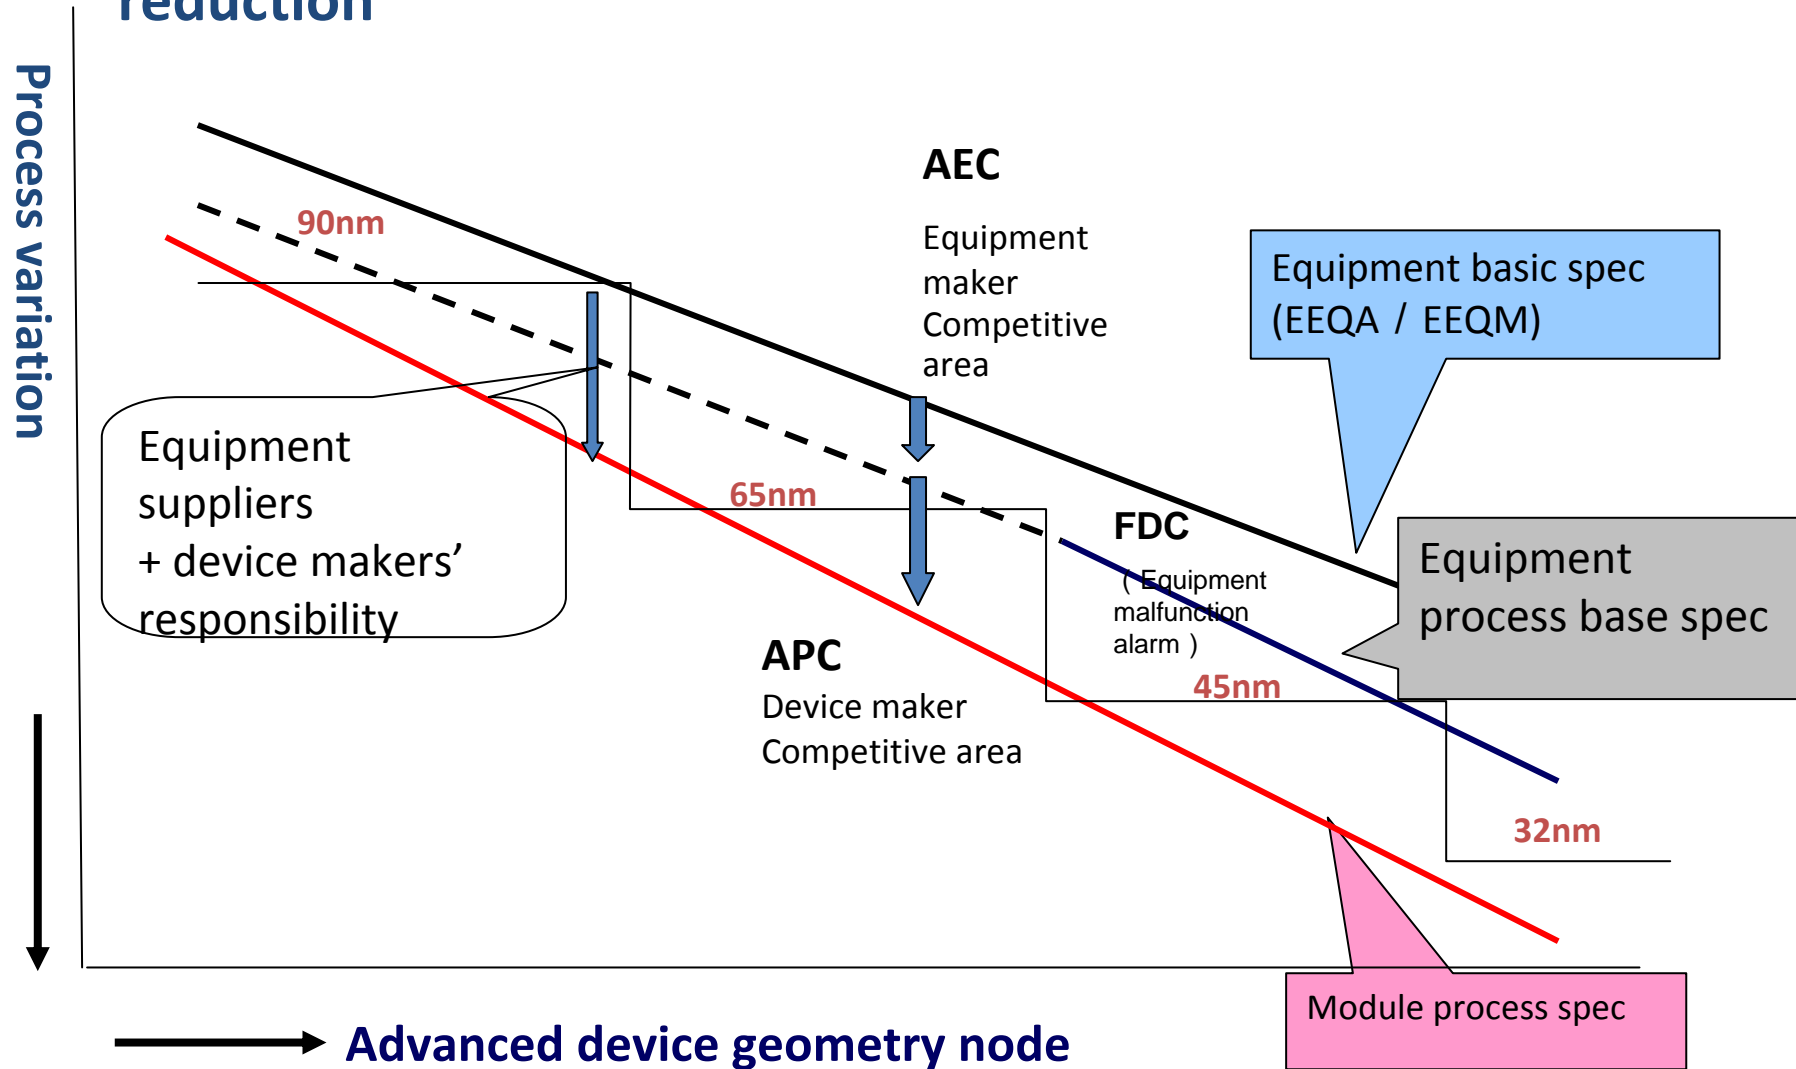 reduction
Process variation
90nm
AEC
Equipment
maker
Competitive
area
Equipment basic spec
(EEQA / EEQM)
Equipment
suppliers
+ device makers’
responsibility
65nm
FDC
( Equipment
malfunction
alarm )
Equipment
process base spec
APC
Device maker
Competitive area
45nm
32nm
Module process spec
Advanced device geometry node